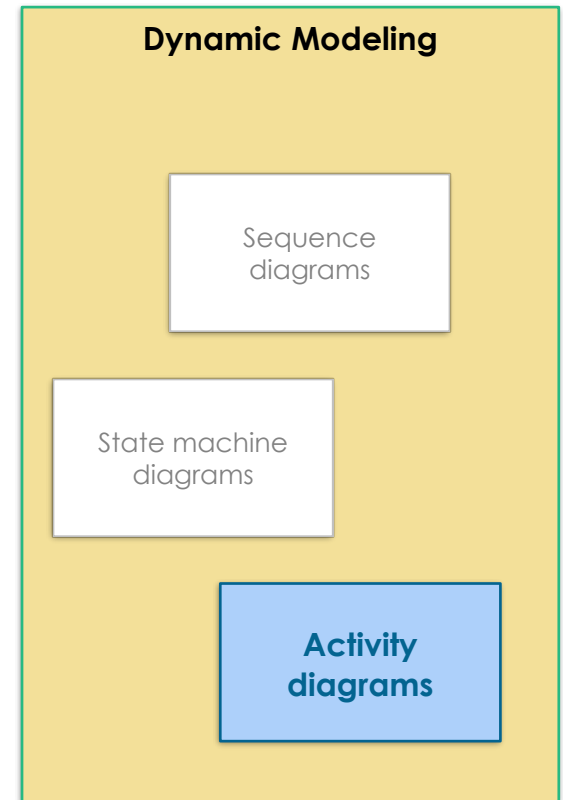 Dynamic Modeling
Sequence
diagrams
State machine
diagrams
Activity
diagrams